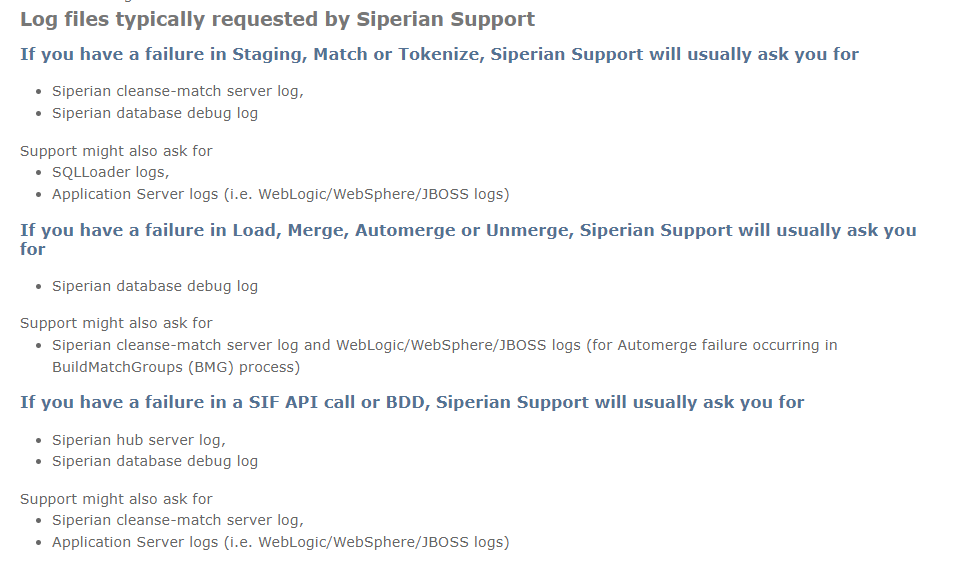 Log files typically requested by Siperian Support
If you have a failure in Staging, Match or Tokenize, Siperian Support will usually ask you for
• Siperian cleanse-match server log,
• Siperian database debug log
Support might also ask for
• SQLLoader logs,
• Application Server logs (i.e. WebLogic/WebSphere/JBOSS logs)
If you have a failure in Load, Merge, Automerge or Unmerge, Siperian Support will usually ask you
for
• Siperian database debug log
Support might also ask for
• Siperian cleanse-match server log and WebLogic/WebSphere/JBOSS logs (for Automerge failure occurring in
BuildMatchGroups (BMG) process)
If you have a failure in a SIF API call or BDD, Siperian Support will usually ask you for
• Siperian hub server log,
• Siperian database debug log
Support might also ask for
• Siperian cleanse-match server log,
• Application Server logs (i.e. WebLogic/WebSphere/JBOSS logs)